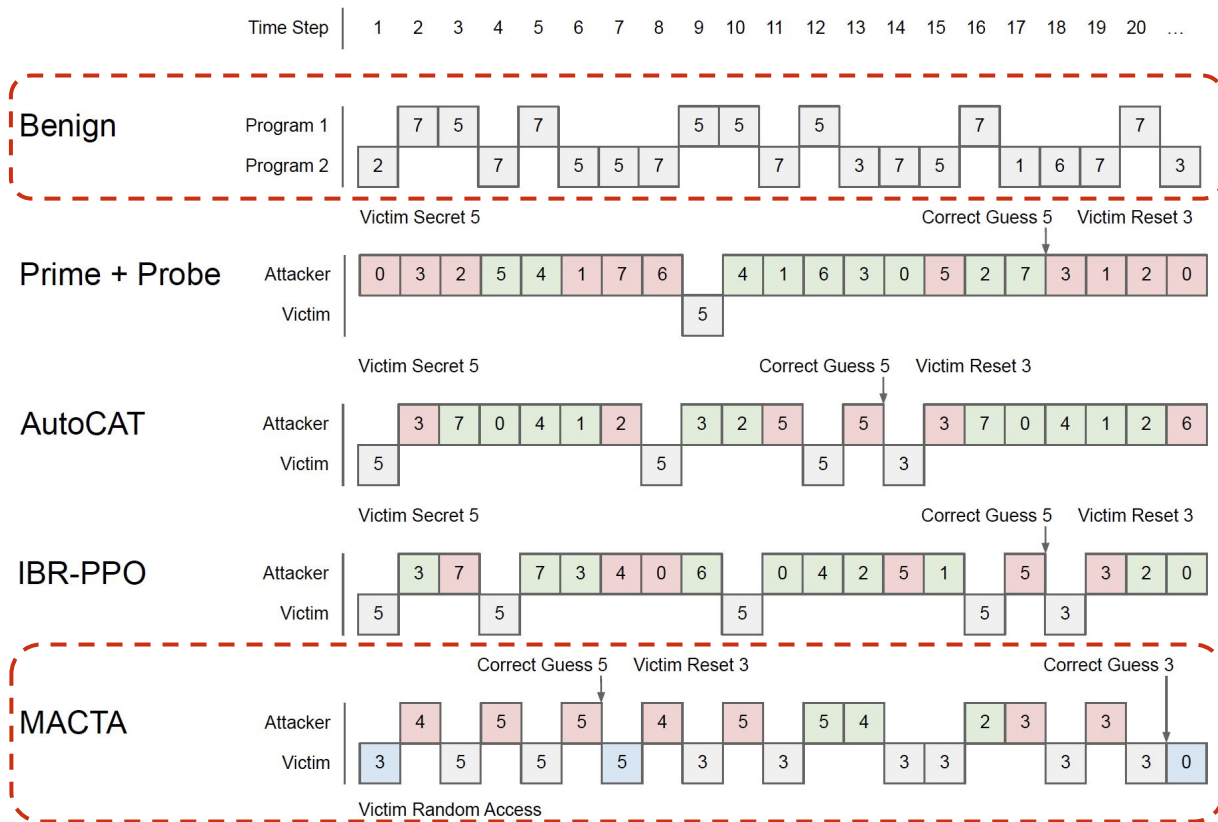 Time Step 1 2 3 4 5 6 7 8 9 10 11 12 13 14 15 16 17 18 19 20 ...
Benign
Program 1 7 5 7 5 5 5 7 7
Program 2 2 7 5 5 7 7 3 7 5 1 6 7 3
Victim Secret 5 Correct Guess 5 Victim Reset 3
Prime + Probe
Attacker 0 3 2 5 4 1 7 6 4 1 6 3 0 5 2 7 3 1 2 0
Victim 5
Victim Secret 5 Correct Guess 5 Victim Reset 3
AutoCAT
Attacker 3 7 0 4 1 2 3 2 5 5 3 7 0 4 1 2 6
Victim 5 5 5 3
Victim Secret 5 Correct Guess 5 Victim Reset 3
IBR-PPO
Attacker 3 7 7 3 4 0 6 0 4 2 5 1 5 3 2 0
Victim 5 5 5 5 3
Correct Guess 5 Victim Reset 3 Correct Guess 3
MACTA
Attacker 4 5 5 4 5 5 4 2 3 3
Victim 3 5 5 5 3 3 3 3 3 3 0
Victim Random Access